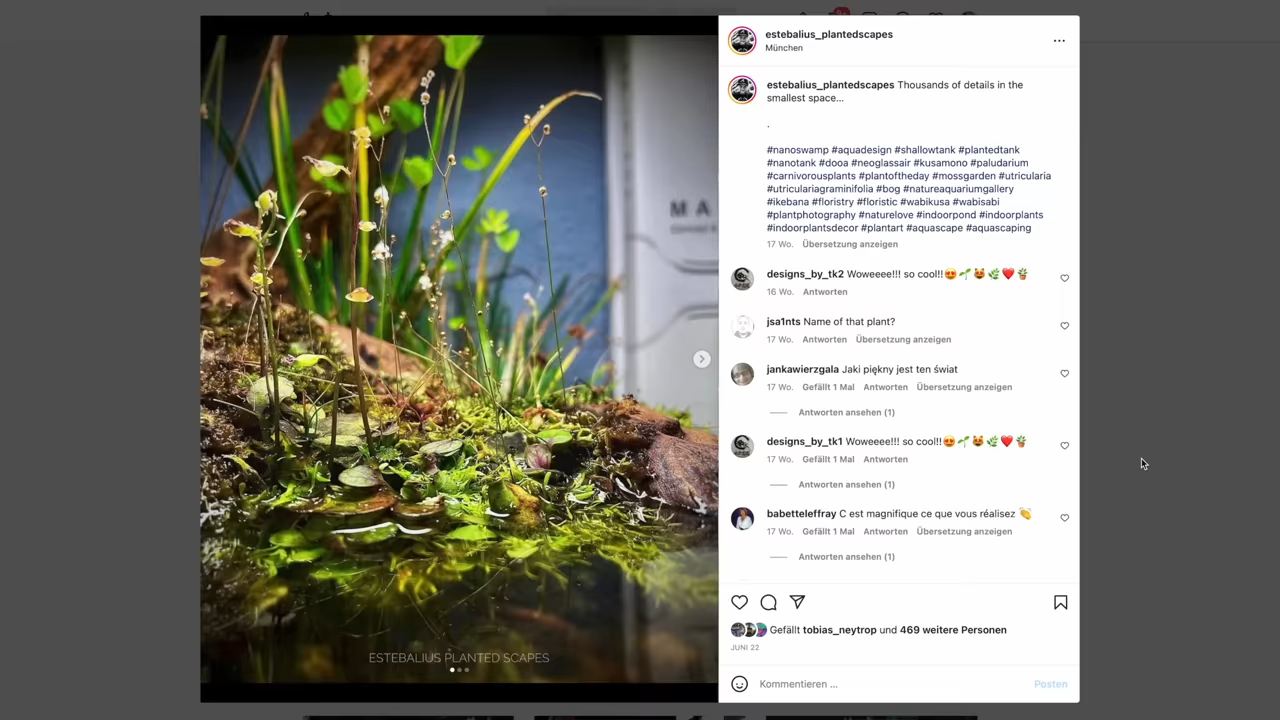 MA
ESTEBALIUS PLANTED SCAPES
estebalius_plantedscapes
München
estebalius_plantedscapes Thousands of details in the
smallest space...
.
#nanoswamp #aquadesign #shallowtank #plantedtank
#nanotank #dooa #neoglassair #kusamono #paludarium
#carnivorousplants #plantoftheday #mossgarden #utricularia
#utriculariagraminifolia #bog #natureaquariumgallery
#ikebana #floristry #floristic #wabikusa #wabisabi
#plantphotography #naturelove #indoorpond #indoorplants
#indoorplantsdecor #plantart #aquascape #aquascaping
17 Wo. Übersetzung anzeigen
designs_by_tk2 Woweeee!!! so cool!!😍🌱😻🌿❤️🪴
16 Wo. Antworten
jsa1nts Name of that plant?
17 Wo. Antworten Übersetzung anzeigen
jankawierzgala Jaki piękny jest ten świat
17 Wo. Gefällt 1 Mal Antworten Übersetzung anzeigen
Antworten ansehen (1)
designs_by_tk1 Woweeee!!! so cool!!😍🌱😻🌿❤️🪴
17 Wo. Gefällt 1 Mal Antworten
Antworten ansehen (1)
babetteleffray C est magnifique ce que vous réalisez 👏
17 Wo. Gefällt 1 Mal Antworten Übersetzung anzeigen
Antworten ansehen (1)
Gefällt tobias_neytrop und 469 weitere Personen
JUNI 22
Kommentieren ...
Posten